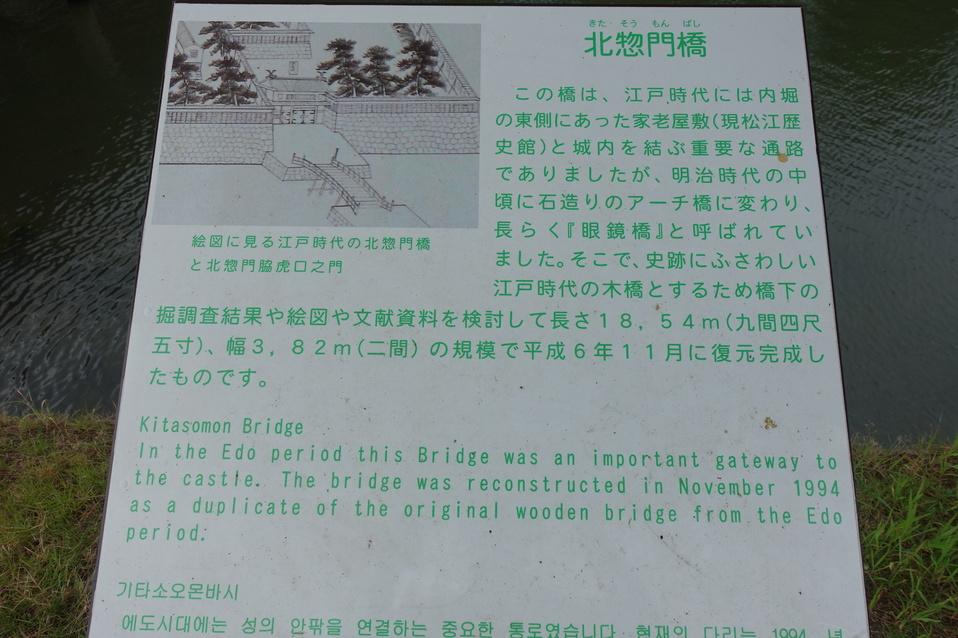 きた そう もん ばし
北惣門橋
この橋は、江戸時代には内堀
の東側にあった家老屋敷(現松江歴
史館)と城内を結ぶ重要な通路
でありましたが、明治時代の中
頃に石造りのアーチ橋に変わり、
長らく『眼鏡橋』と呼ばれてい
ました。そこで、史跡にふさわしい
江戸時代の木橋とするため橋下の
掘調査結果や絵図や文献資料を検討して長さ18,54m(九間四尺
五寸)、幅3,82m(二間)の規模で平成6年11月に復元完成し
たものです。
絵図に見る江戸時代の北惣門橋
と北惣門脇虎口之門
Kitasomon Bridge
In the Edo period this Bridge was an important gateway to
the castle. The bridge was reconstructed in November 1994
as a duplicate of the original wooden bridge from the Edo
period.
기타소오몬바시
에도시대에는 성의 안팎을 연결하는 중요한 통로였습니다. 현재의 다리는 1994 년